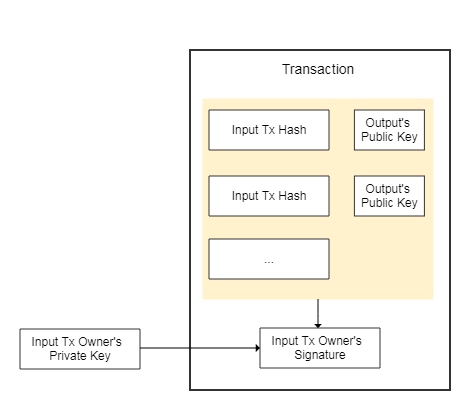 Transaction
Input Tx Hash
Output's
Public Key
Input Tx Hash
Output's
Public Key
...
Input Tx Owner's
Private Key
Input Tx Owner's
Signature